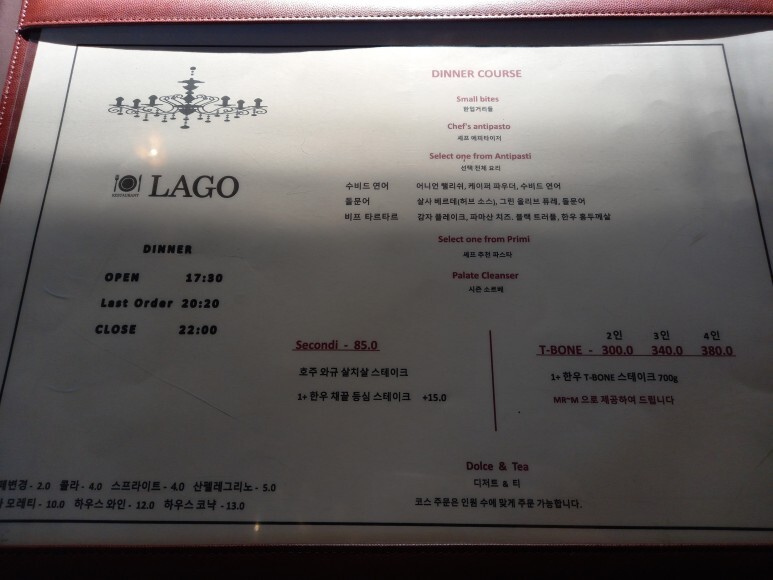 DINNER COURSE
Small bites
한입거리들
Chef's antipasto
셰프 애피타이저
Select one from Antipasti
선택 전체 요리
RESTAURANT LAGO
수비드 연어 어니언 랠리쉬, 케이퍼 파우더, 수비드 연어
돌문어 살사 베르데(허브 소스), 그린 올리브 퓨레, 돌문어
비프 타르타르 감자 플레이크, 파마산 치즈. 블랙 트러플, 한우 홍두께살
Select one from Primi
셰프 추천 파스타
Palate Cleanser
시즌 소르베
DINNER
OPEN 17:30
Last Order 20:20
CLOSE 22:00
Secondi - 85.0
호주 와규 살치살 스테이크
1+ 한우 채끝 등심 스테이크 +15.0
2인 3인 4인
T-BONE - 300.0 340.0 380.0
1+ 한우 T-BONE 스테이크 700g
MR~M 으로 제공하여 드립니다
Dolce & Tea
디저트 & 티
코스 주문은 인원 수에 맞게 주문 가능합니다.
변경 - 2.0 콜라 - 4.0 스프라이트 - 4.0 산펠레그리노 - 5.0
모레티 - 10.0 하우스 와인 - 12.0 하우스 코냑 - 13.0